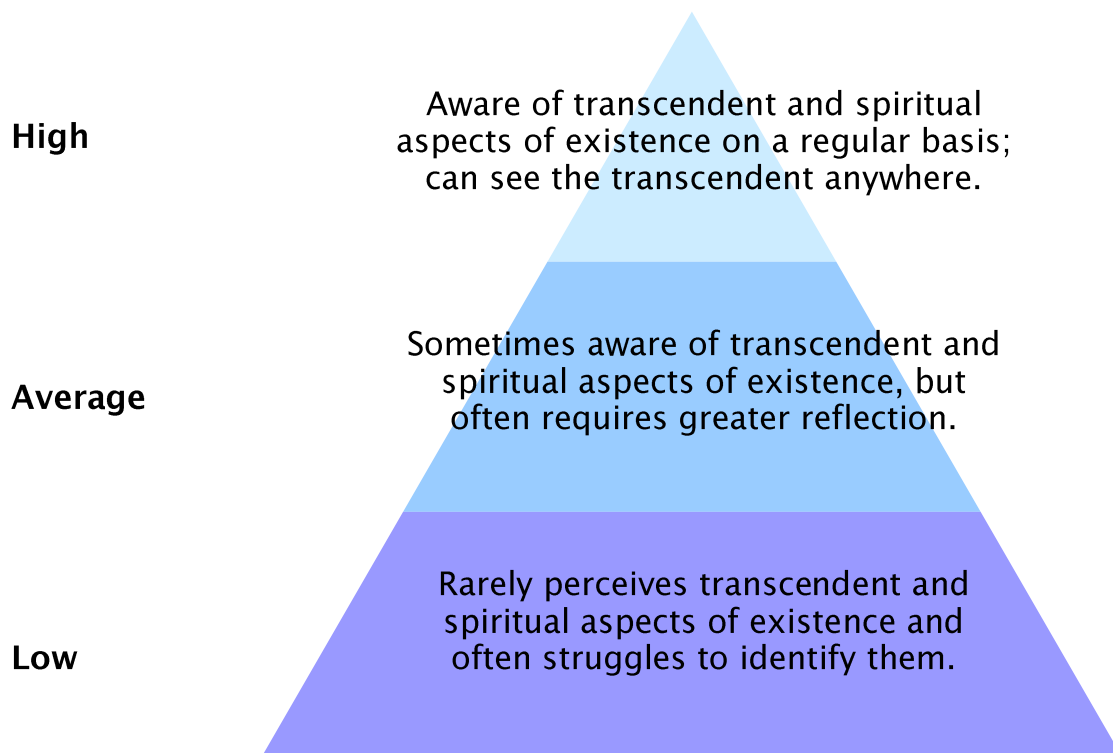 High
Aware of transcendent and spiritual
aspects of existence on a regular basis;
can see the transcendent anywhere.
Average
Sometimes aware of transcendent and
spiritual aspects of existence, but
often requires greater reflection.
Low
Rarely perceives transcendent and
spiritual aspects of existence and
often struggles to identify them.